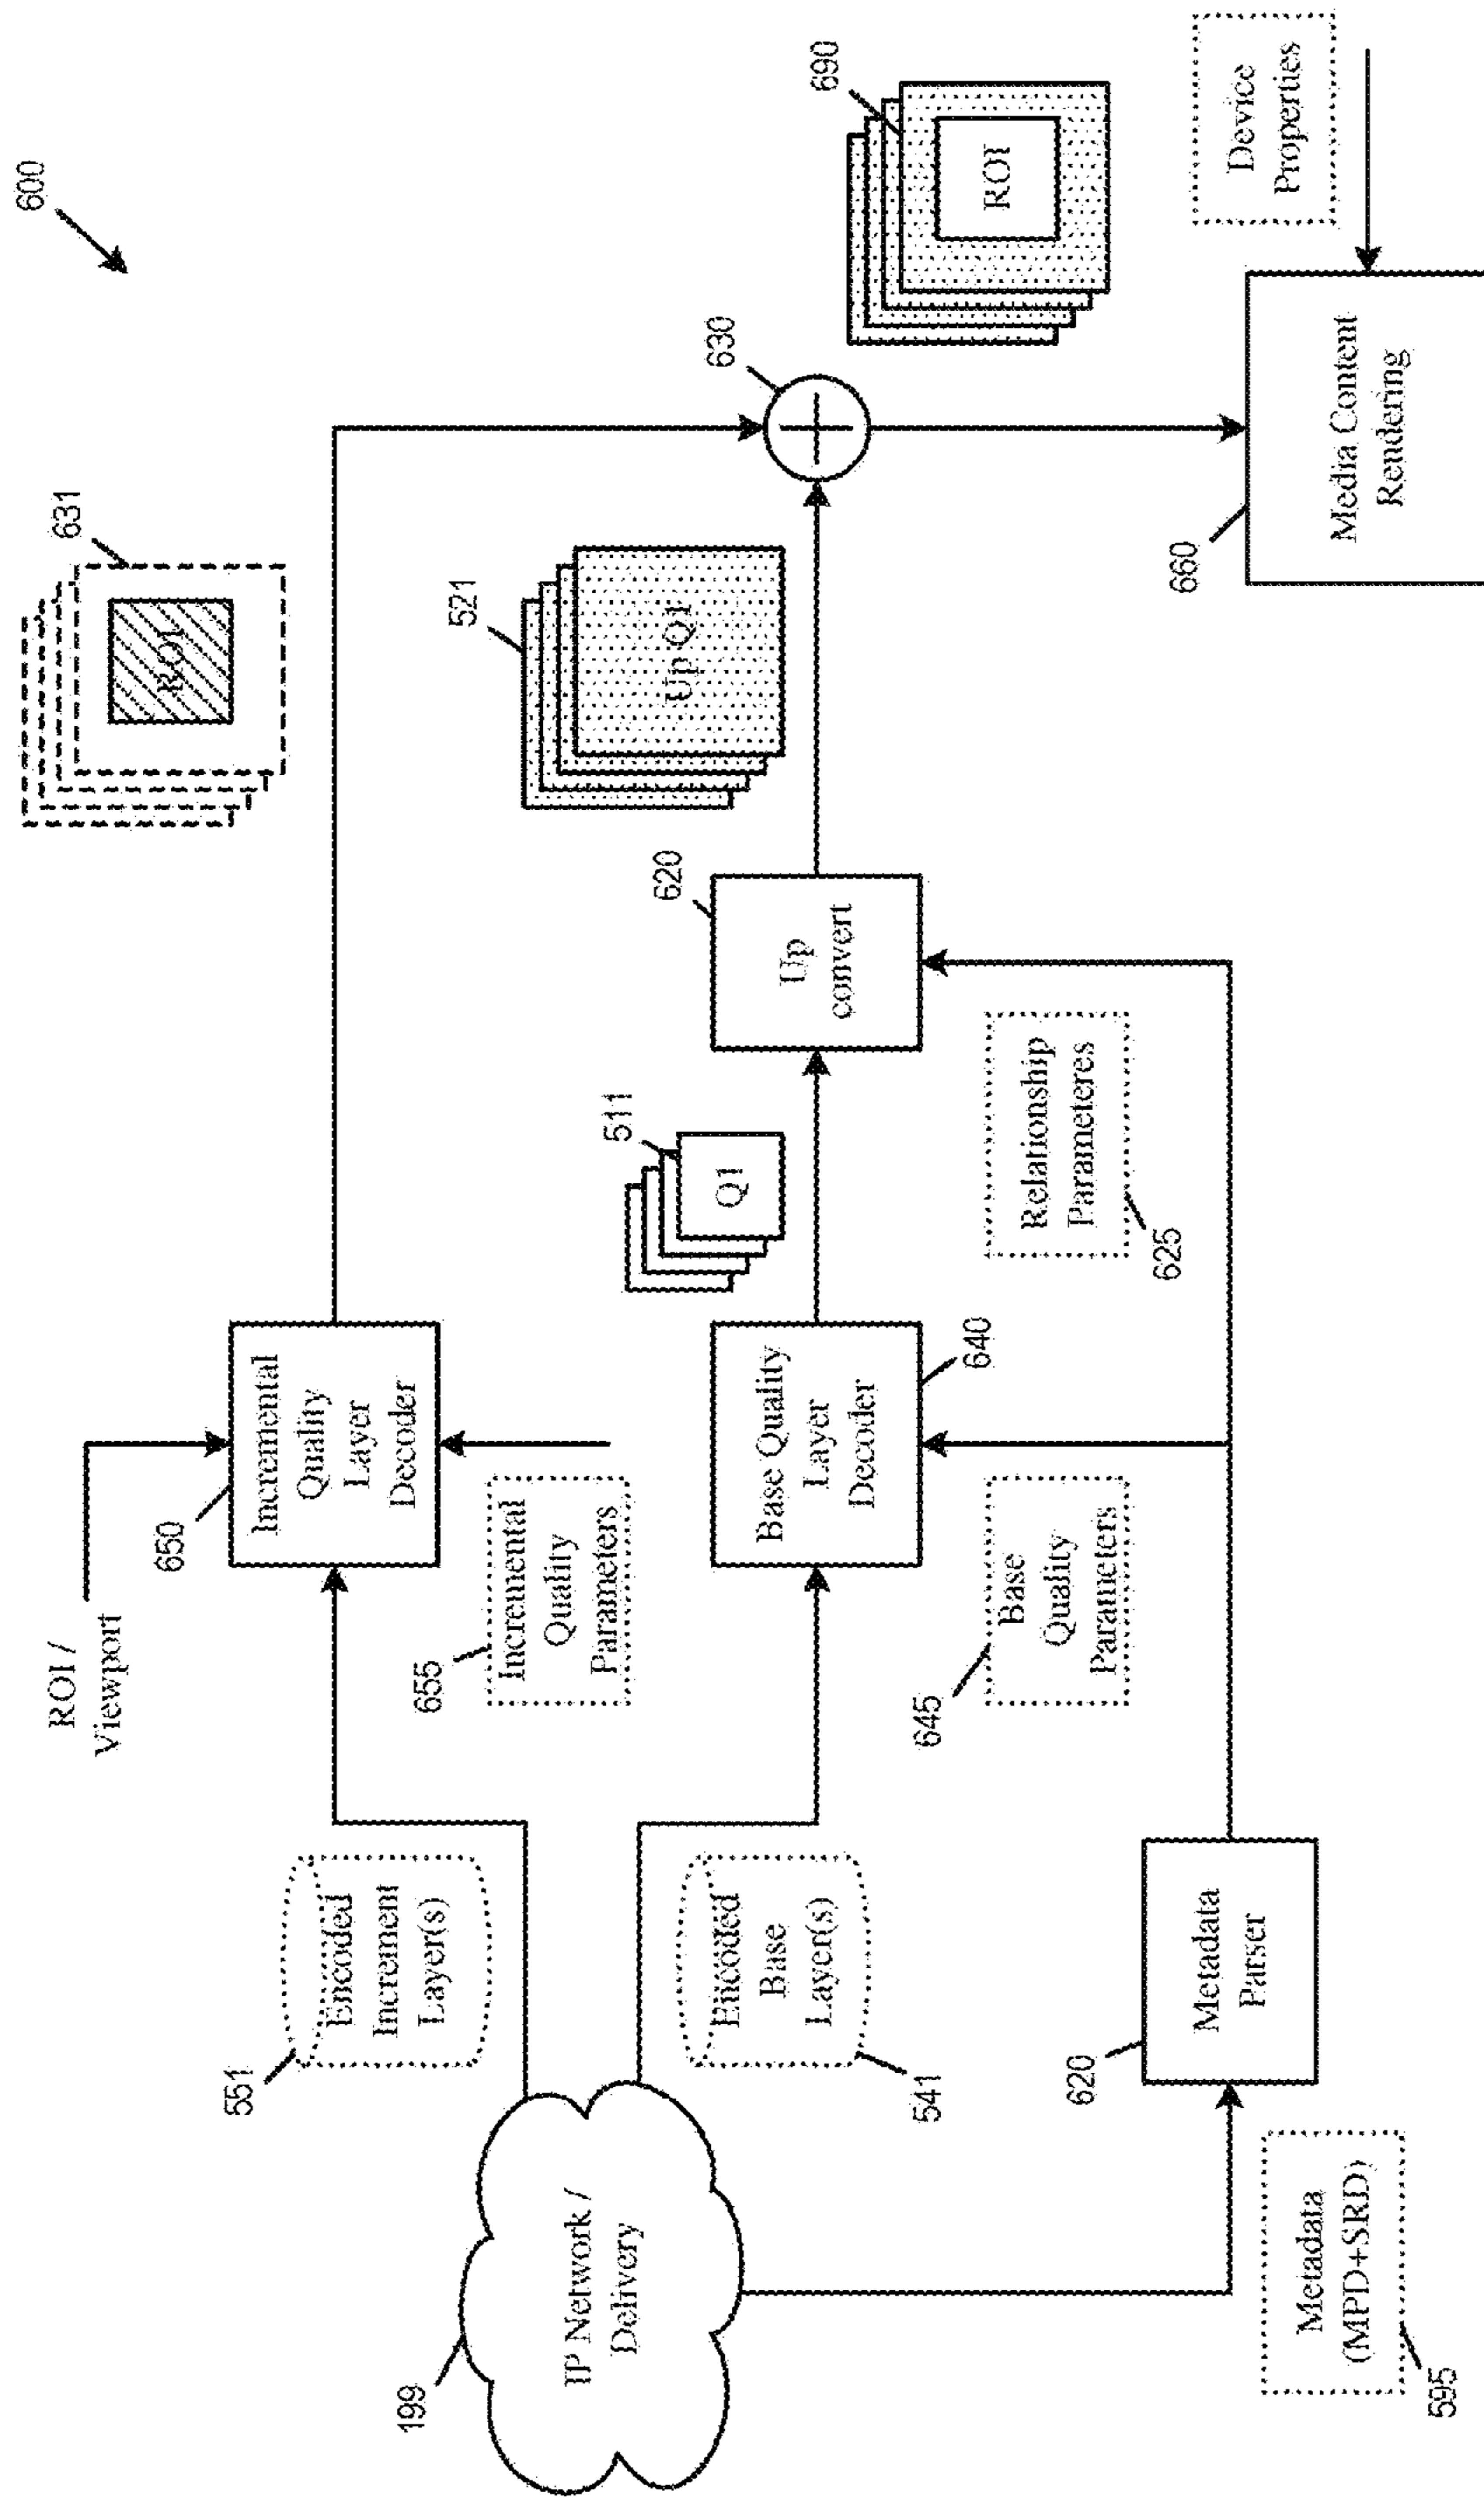 600
ROI /
Viewport
650
Incremental
Quality
Layer
Decoder
631
ROI
551
Encoded
Increment
Layer(s)
655
Incremental
Quality
Parameters
199
IP Network /
Delivery
Encoded
Base
Layer(s)
541
Base Quality
Layer
Decoder
640
511
Q1
620
Up
convert
521
Up Q1
630
690
ROI
645
Base
Quality
Parameters
Relationship
Parameteres
625
620
Metadata
Parser
Metadata
(MPD+SRD)
595
660
Media Content
Rendering
Device
Properties